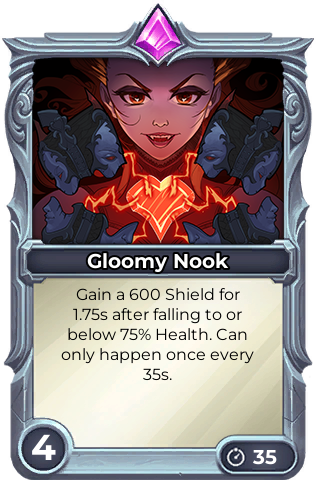 Gloomy Nook
Gain a 600 Shield for
1.75s after falling to or
below 75% Health. Can
only happen once every
35s.
4
35